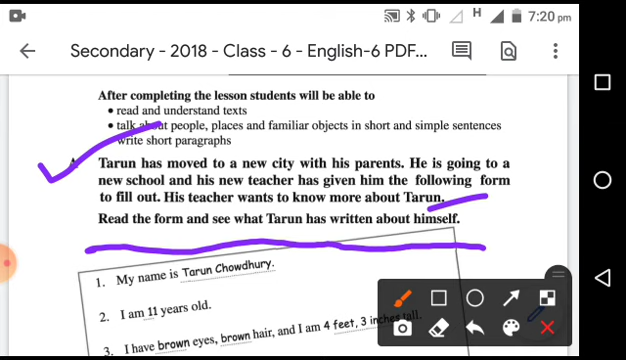 H
7:20 pm
Secondary - 2018 - Class - 6 - English-6 PDF...
After completing the lesson students will be able to
• read and understand texts
• talk about people, places and familiar objects in short and simple sentences
write short paragraphs
A Tarun has moved to a new city with his parents. He is going to a
new school and his new teacher has given him the following form
to fill out. His teacher wants to know more about Tarun.
Read the form and see what Tarun has written about himself.
1. My name is Tarun Chowdhury.
2. I am 11 years old.
3. I have brown eyes, brown hair, and I am 4 feet, 3 inches tall.